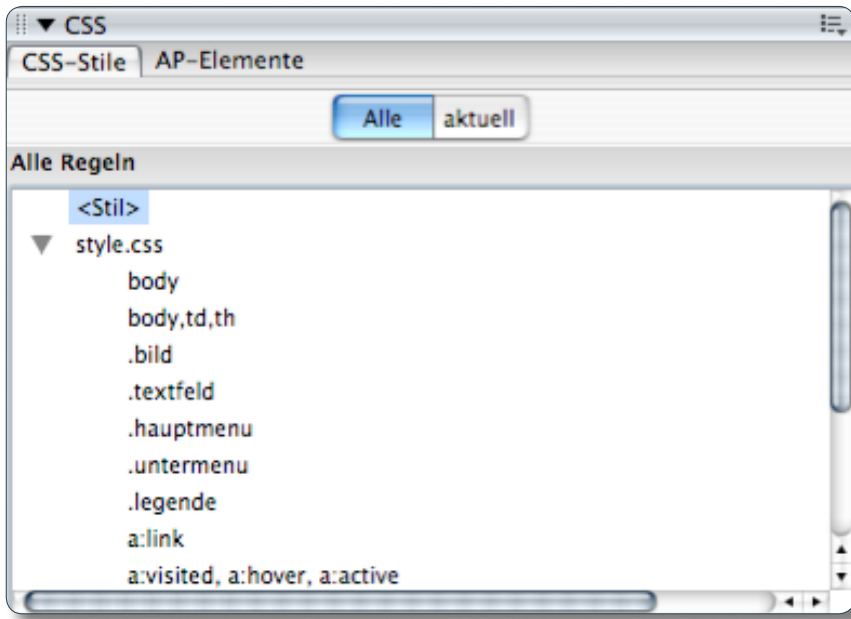 CSS
CSS-Stile AP-Elemente
Alle aktuell
Alle Regeln
<Stil>
style.css
body
body,td,th
.bild
.textfeld
.hauptmenu
.untermenu
.legende
a:link
a:visited, a:hover, a:active